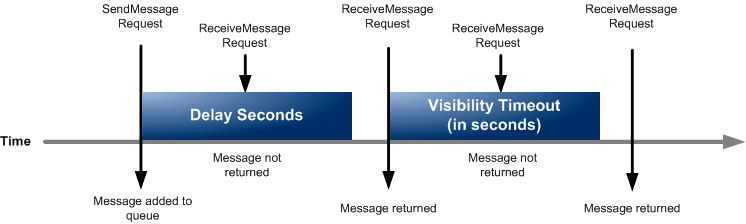 SendMessage
Request
ReceiveMessage
Request
ReceiveMessage
Request
ReceiveMessage
Request
ReceiveMessage
Request
Delay Seconds
Visibility Timeout
(in seconds)
Time
Message not
returned
Message not
returned
Message added to
queue
Message returned
Message returned